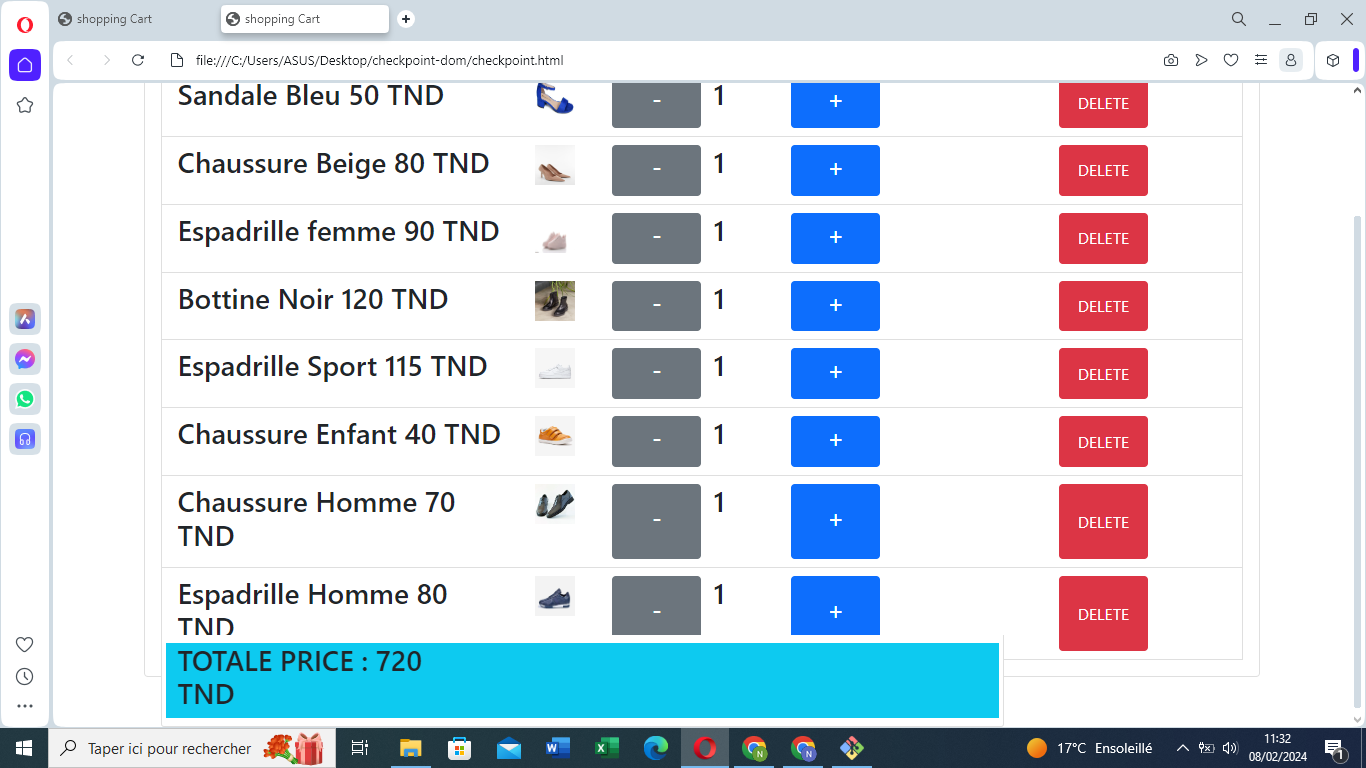 shopping Cart
shopping Cart
file:///C:/Users/ASUS/Desktop/checkpoint-dom/checkpoint.html
Sandale Bleu 50 TND - 1 + DELETE
Chaussure Beige 80 TND - 1 + DELETE
Espadrille femme 90 TND - 1 + DELETE
Bottine Noir 120 TND - 1 + DELETE
Espadrille Sport 115 TND - 1 + DELETE
Chaussure Enfant 40 TND - 1 + DELETE
Chaussure Homme 70
TND - 1 + DELETE
Espadrille Homme 80
TND - 1 + DELETE
TOTALE PRICE : 720
TND
Taper ici pour rechercher
17°C Ensoleillé
11:32
08/02/2024
1